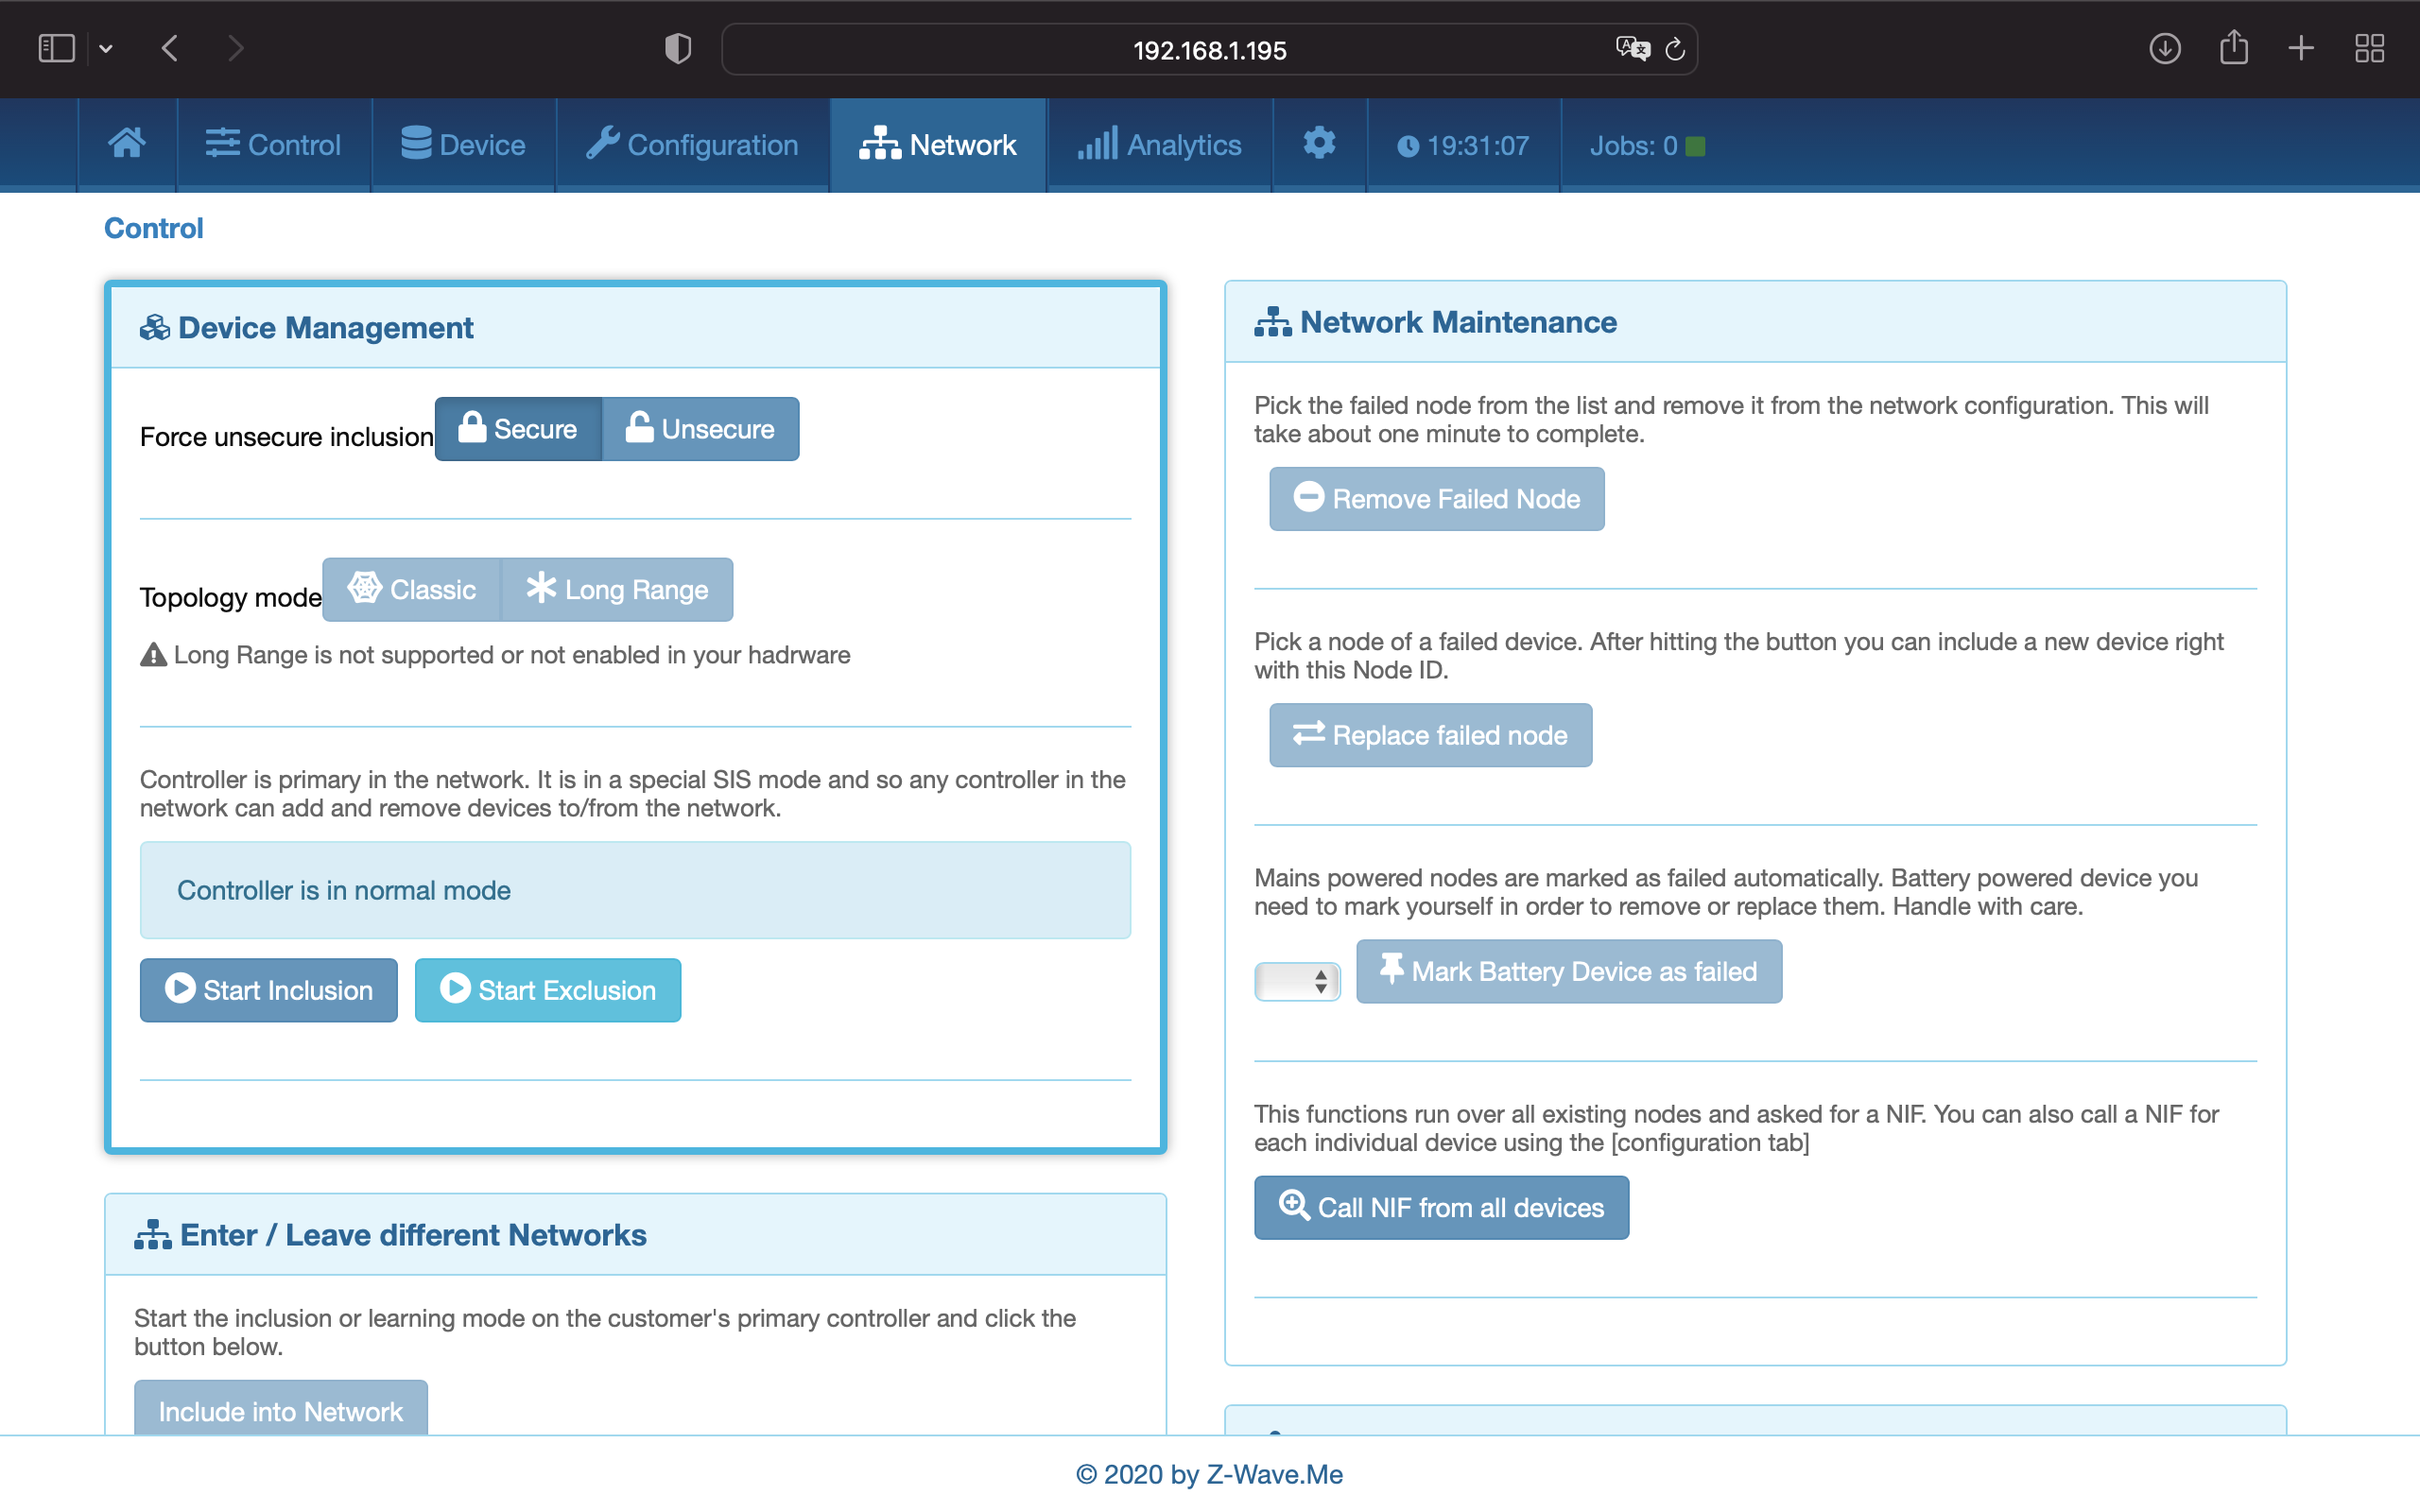 192.168.1.195
Control
Device
Configuration
Network
Analytics
19:31:07
Jobs: 0
Control
Device Management
Force unsecure inclusion Secure Unsecure
Topology mode Classic Long Range
Long Range is not supported or not enabled in your hadrware
Controller is primary in the network. It is in a special SIS mode and so any controller in the
network can add and remove devices to/from the network.
Controller is in normal mode
Start Inclusion Start Exclusion
Enter / Leave different Networks
Start the inclusion or learning mode on the customer's primary controller and click the
button below.
Include into Network
Network Maintenance
Pick the failed node from the list and remove it from the network configuration. This will
take about one minute to complete.
Remove Failed Node
Pick a node of a failed device. After hitting the button you can include a new device right
with this Node ID.
Replace failed node
Mains powered nodes are marked as failed automatically. Battery powered device you
need to mark yourself in order to remove or replace them. Handle with care.
Mark Battery Device as failed
This functions run over all existing nodes and asked for a NIF. You can also call a NIF for
each individual device using the [configuration tab]
Call NIF from all devices
© 2020 by Z-Wave.Me